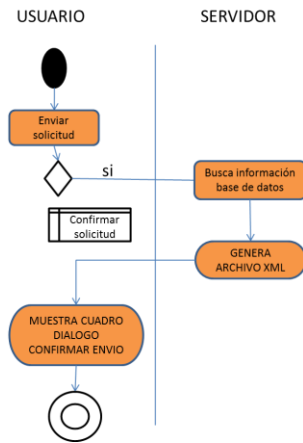 USUARIO
SERVIDOR
Enviar
solicitud
si
Busca información
base de datos
Confirmar
solicitud
GENERA
ARCHIVO XML
MUESTRA CUADRO
DIALOGO
CONFIRMAR ENVIO